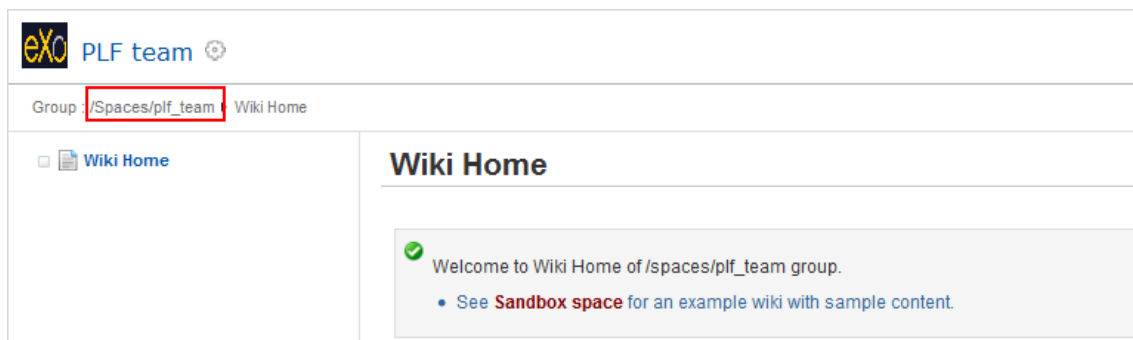 eXo PLF team
Group : /Spaces/plf_team Wiki Home
Wiki Home
Wiki Home
Welcome to Wiki Home of /spaces/plf_team group.
See Sandbox space for an example wiki with sample content.